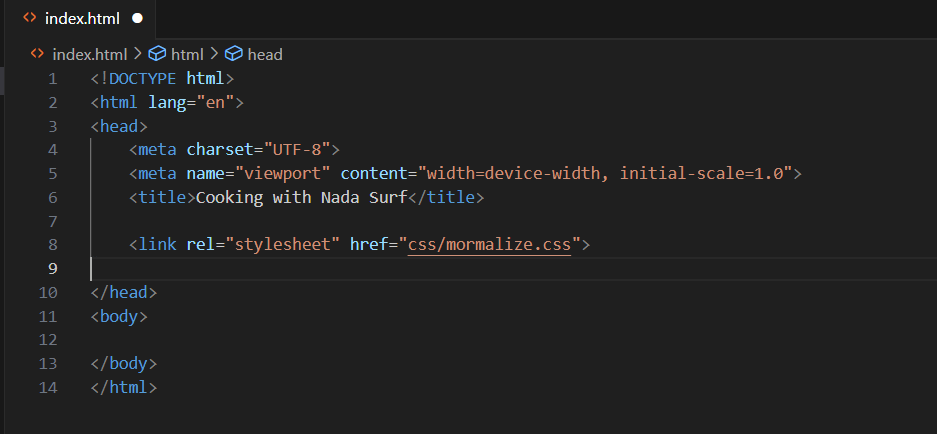 index.html
index.html > html > head
1 <!DOCTYPE html>
2 <html lang="en">
3 <head>
4     <meta charset="UTF-8">
5     <meta name="viewport" content="width=device-width, initial-scale=1.0">
6     <title>Cooking with Nada Surf</title>
7
8     <link rel="stylesheet" href="css/mormalize.css">
9
10 </head>
11 <body>
12
13 </body>
14 </html>